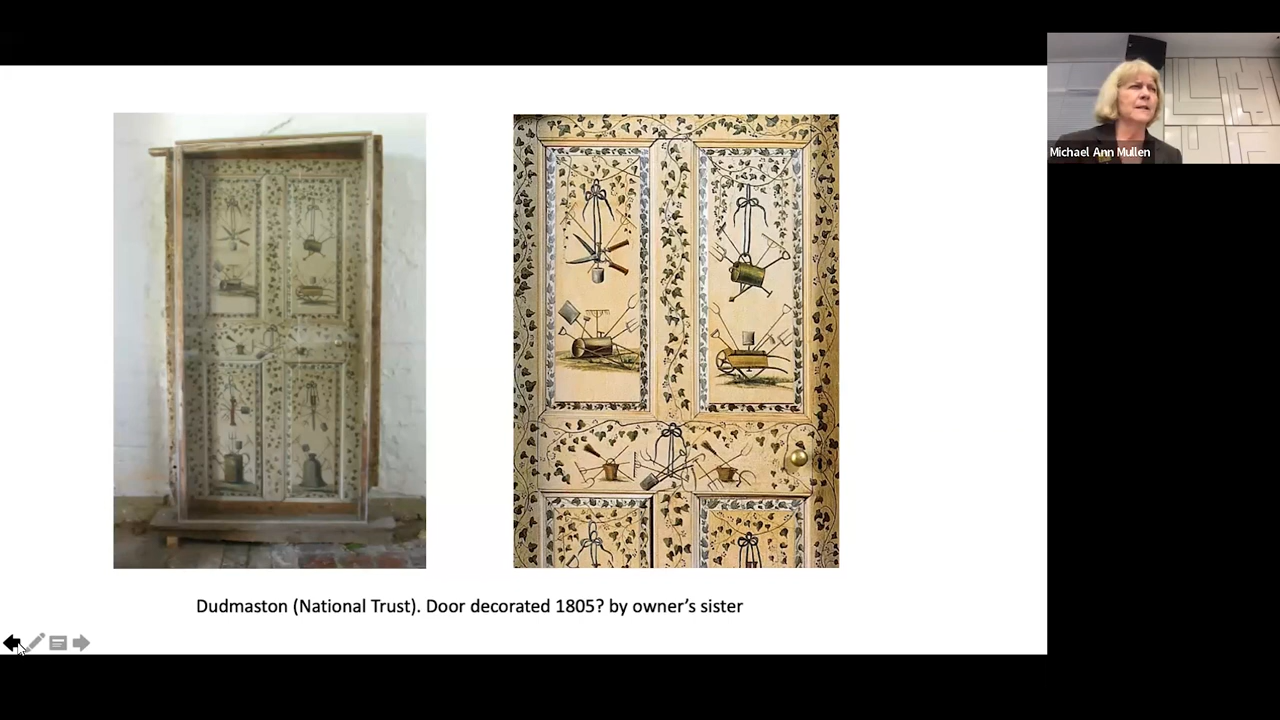 Michael Ann Mullen
Dudmaston (National Trust). Door decorated 1805? by owner's sister